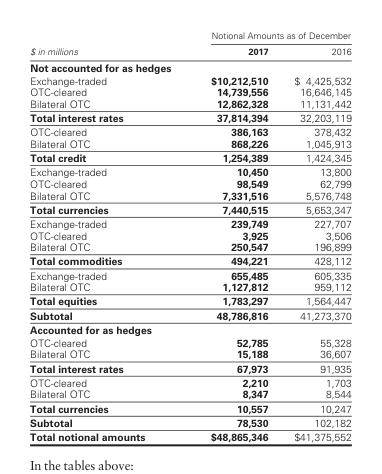 Notional Amounts as of December
$ in millions 2017 2016
Not accounted for as hedges
Exchange-traded $10,212,510 $ 4,425,532
OTC-cleared 14,739,556 16,646,145
Bilateral OTC 12,862,328 11,131,442
Total interest rates 37,814,394 32,203,119
OTC-cleared 386,163 378,432
Bilateral OTC 868,226 1,045,913
Total credit 1,254,389 1,424,345
Exchange-traded 10,450 13,800
OTC-cleared 98,549 62,799
Bilateral OTC 7,331,516 5,576,748
Total currencies 7,440,515 5,653,347
Exchange-traded 239,749 227,707
OTC-cleared 3,925 3,506
Bilateral OTC 250,547 196,899
Total commodities 494,221 428,112
Exchange-traded 655,485 605,335
Bilateral OTC 1,127,812 959,112
Total equities 1,783,297 1,564,447
Subtotal 48,786,816 41,273,370
Accounted for as hedges
OTC-cleared 52,785 55,328
Bilateral OTC 15,188 36,607
Total interest rates 67,973 91,935
OTC-cleared 2,210 1,703
Bilateral OTC 8,347 8,544
Total currencies 10,557 10,247
Subtotal 78,530 102,182
Total notional amounts $48,865,346 $41,375,552
In the tables above: